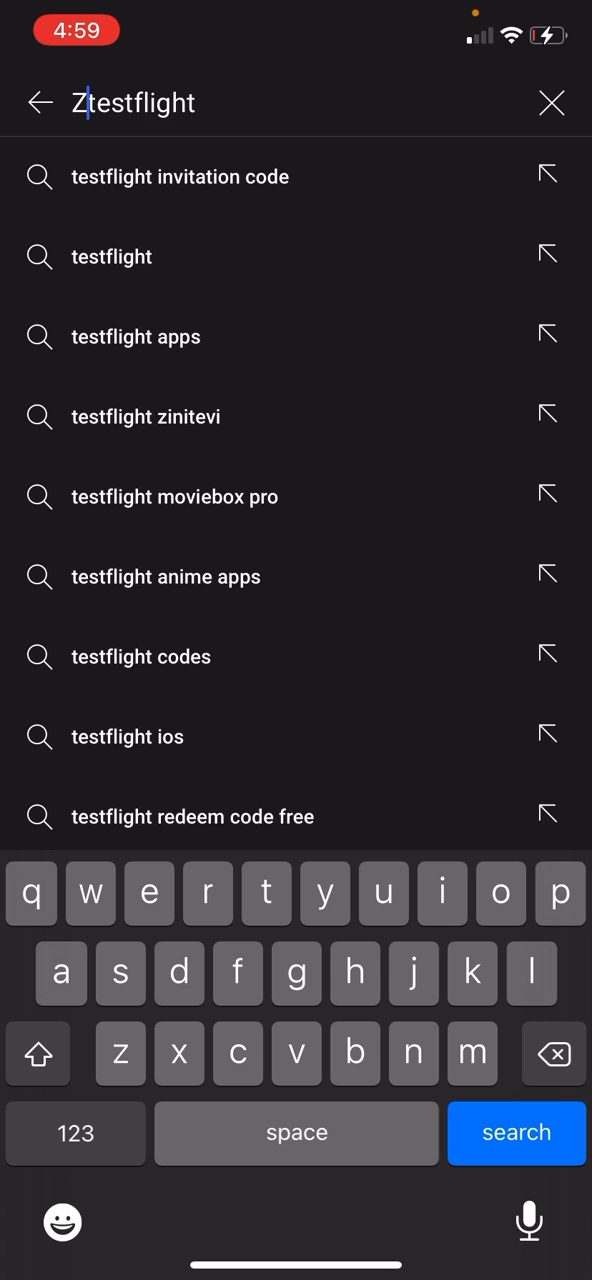 4:59
Ztestflight
testflight invitation code
testflight
testflight apps
testflight zinitevi
testflight moviebox pro
testflight anime apps
testflight codes
testflight ios
testflight redeem code free
q w e r t y u i o p
a s d f g h j k l
z x c v b n m
123 space search